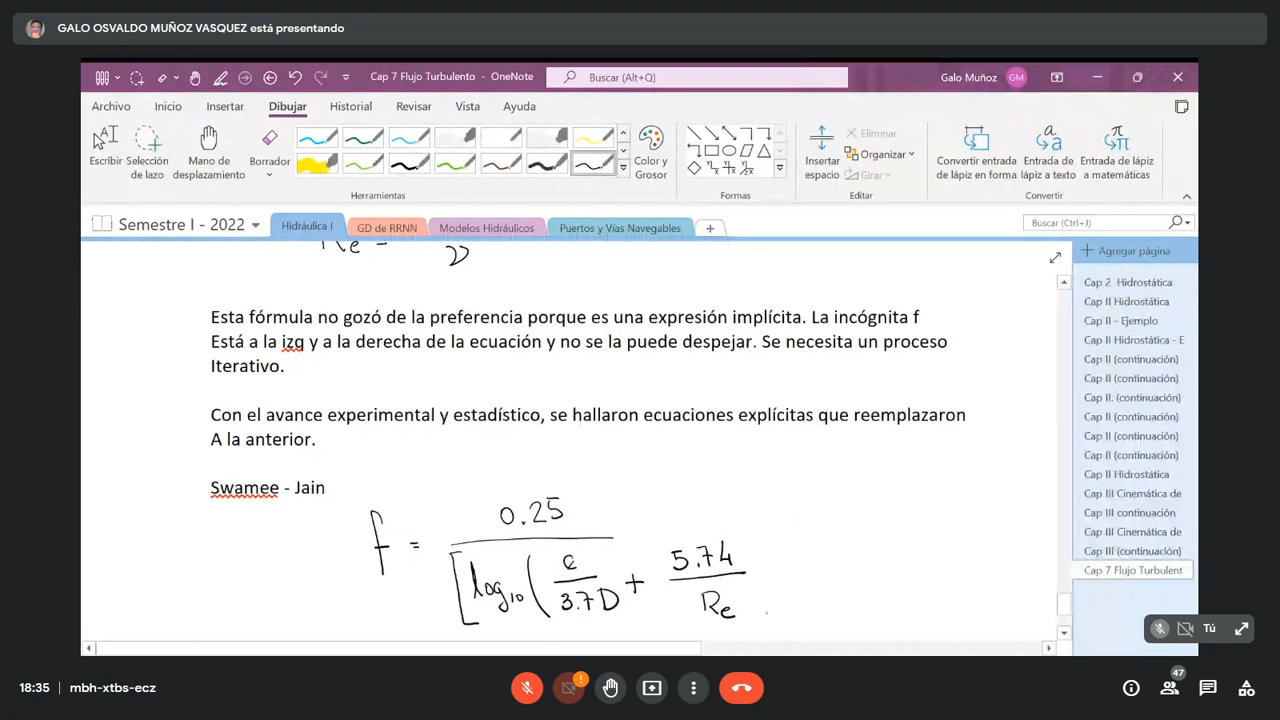 GALO OSVALDO MUÑOZ VASQUEZ está presentando
Cap 7 Flujo Turbulento - OneNote
Buscar (Alt+Q)
Galo Muñoz GM
Archivo Inicio Insertar Dibujar Historial Revisar Vista Ayuda
Escribir Selección de lazo Mano de desplazamiento Borrador Color y Grosor Insertar espacio Eliminar Organizar Girar Convertir entrada de lápiz en forma Entrada de lápiz a texto Entrada de lápiz a matemáticas
Herramientas Formas Editar Convertir
Semestre I - 2022 Hidráulica I GD de RRNN Modelos Hidráulicos Puertos y Vías Navegables + Buscar (Ctrl+J)
Re = ν
Esta fórmula no gozó de la preferencia porque es una expresión implícita. La incógnita f
Está a la izq y a la derecha de la ecuación y no se la puede despejar. Se necesita un proceso
Iterativo.
Con el avance experimental y estadístico, se hallaron ecuaciones explícitas que reemplazaron
A la anterior.
Swamee - Jain
f = 0.25
[log10 ( e / 3.7D + 5.74 / Re
Agregar página
Cap 2 Hidrostática
Cap II Hidrostática
Cap II - Ejemplo
Cap II Hidrostática - E
Cap II (continuación)
Cap II (continuación)
Cap II. (continuación)
Cap II (continuación)
Cap II (continuación)
Cap II (continuación)
Cap II Hidrostática
Cap III Cinemática de
Cap III continuación
Cap III Cinemática de
Cap III (continuación)
Cap 7 Flujo Turbulent
Tú
18:35 mbh-xtbs-ecz
47